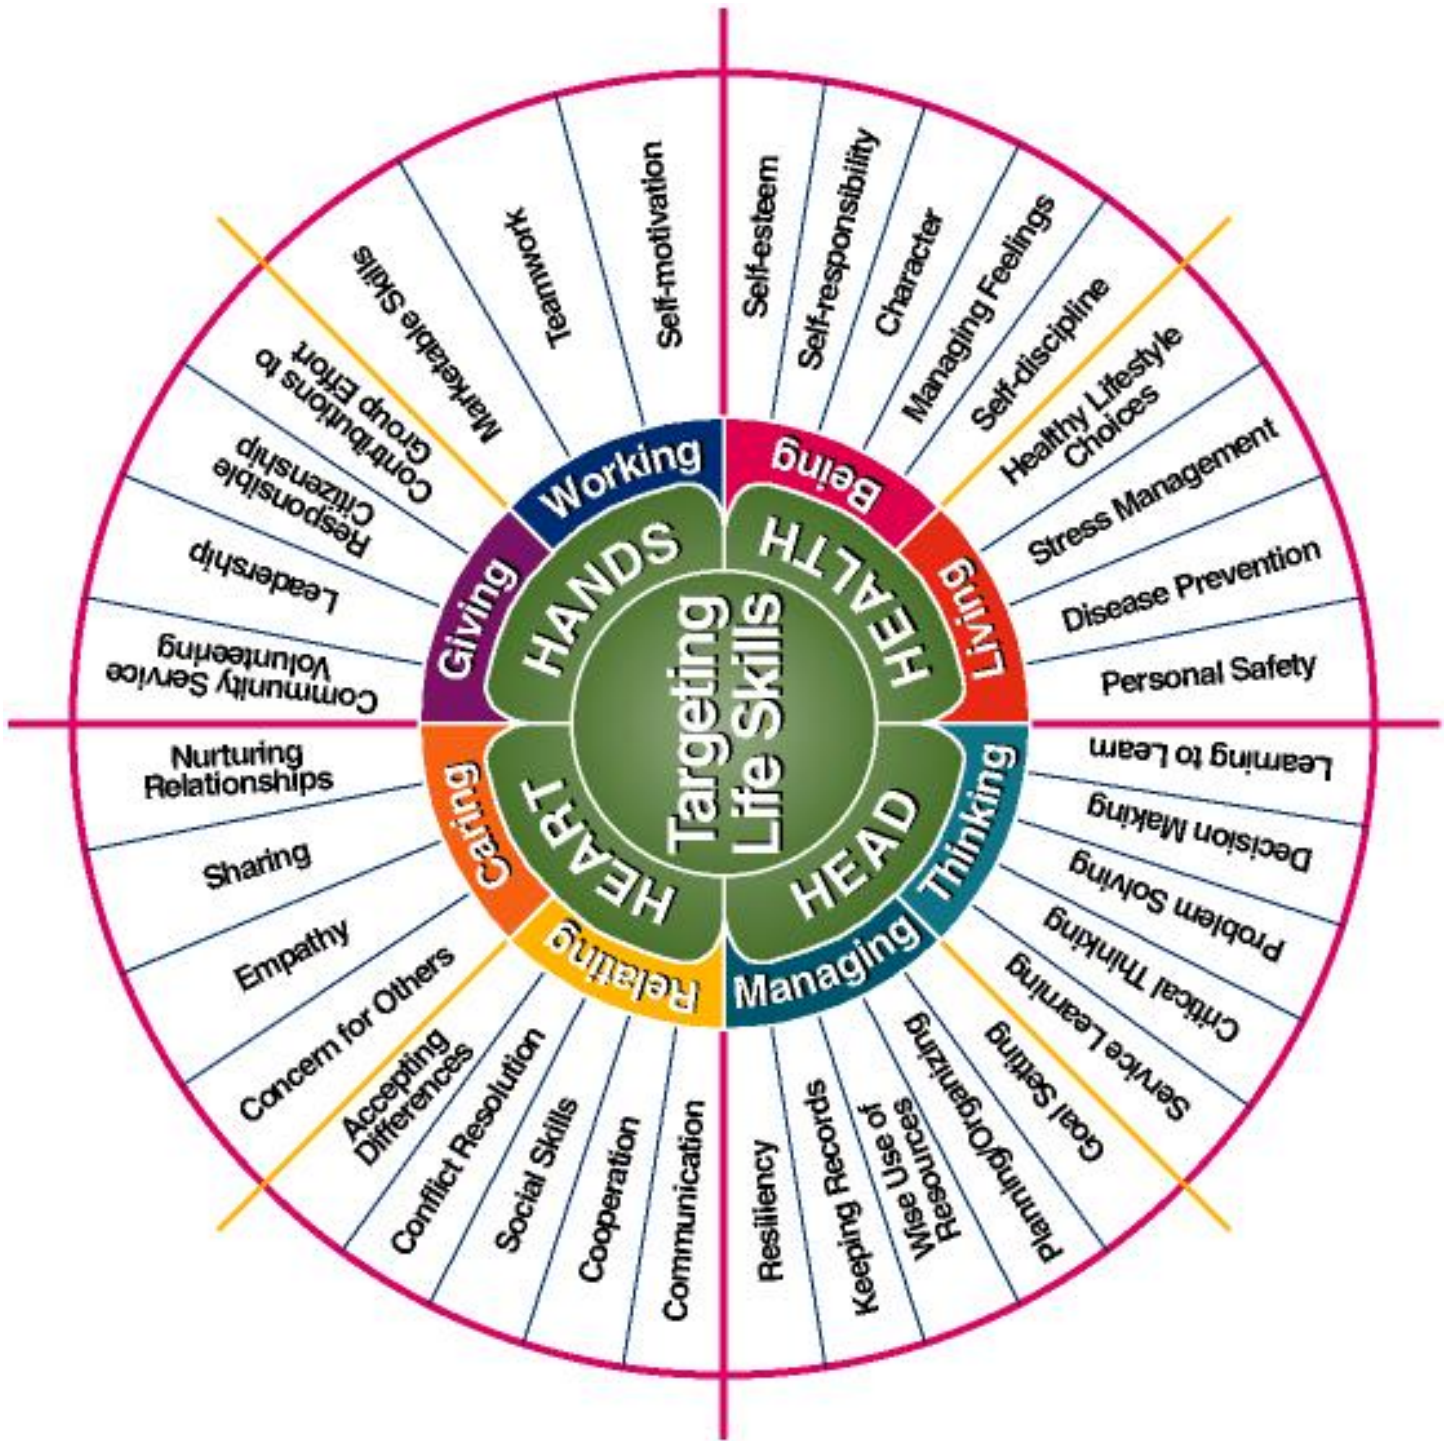 Targeting
Life Skills
HEALTH
Being
Self-esteem
Self-responsibility
Character
Managing Feelings
Self-discipline
Living
Healthy Lifestyle
Choices
Stress Management
Disease Prevention
Personal Safety
HEAD
Thinking
Learning to Learn
Decision Making
Problem Solving
Critical Thinking
Service Learning
Managing
Goal Setting
Planning/Organizing
Wise Use of
Resources
Keeping Records
Resiliency
HEART
Relating
Communication
Cooperation
Social Skills
Conflict Resolution
Accepting
Differences
Caring
Concern for Others
Empathy
Sharing
Nurturing
Relationships
HANDS
Giving
Community Service
Volunteering
Leadership
Responsible
Citizenship
Contributions to
Group Effort
Working
Marketable Skills
Teamwork
Self-motivation